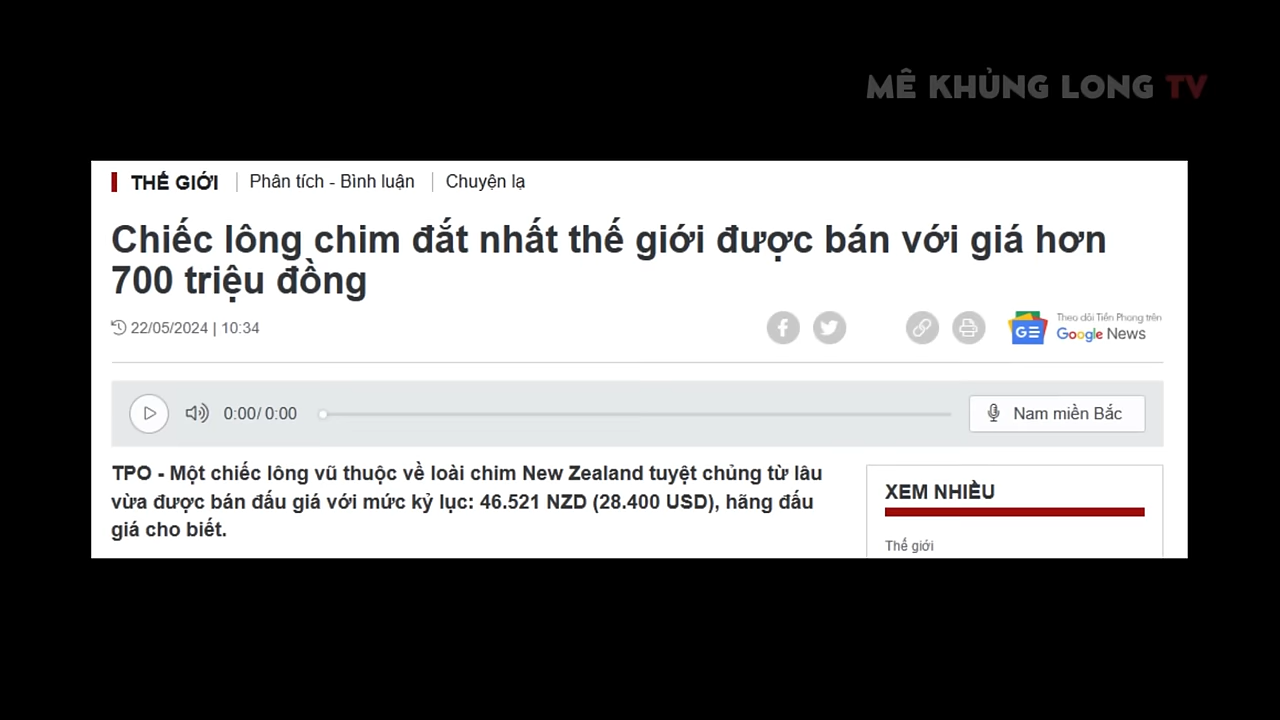 MÊ KHỦNG LONG TV
THẾ GIỚI Phân tích - Bình luận Chuyện lạ
Chiếc lông chim đắt nhất thế giới được bán với giá hơn
700 triệu đồng
22/05/2024 | 10:34
Theo dõi Tiền Phong trên
Google News
0:00/ 0:00
Nam miền Bắc
TPO - Một chiếc lông vũ thuộc về loài chim New Zealand tuyệt chủng từ lâu
vừa được bán đấu giá với mức kỷ lục: 46.521 NZD (28.400 USD), hãng đấu
giá cho biết.
XEM NHIỀU
Thế giới